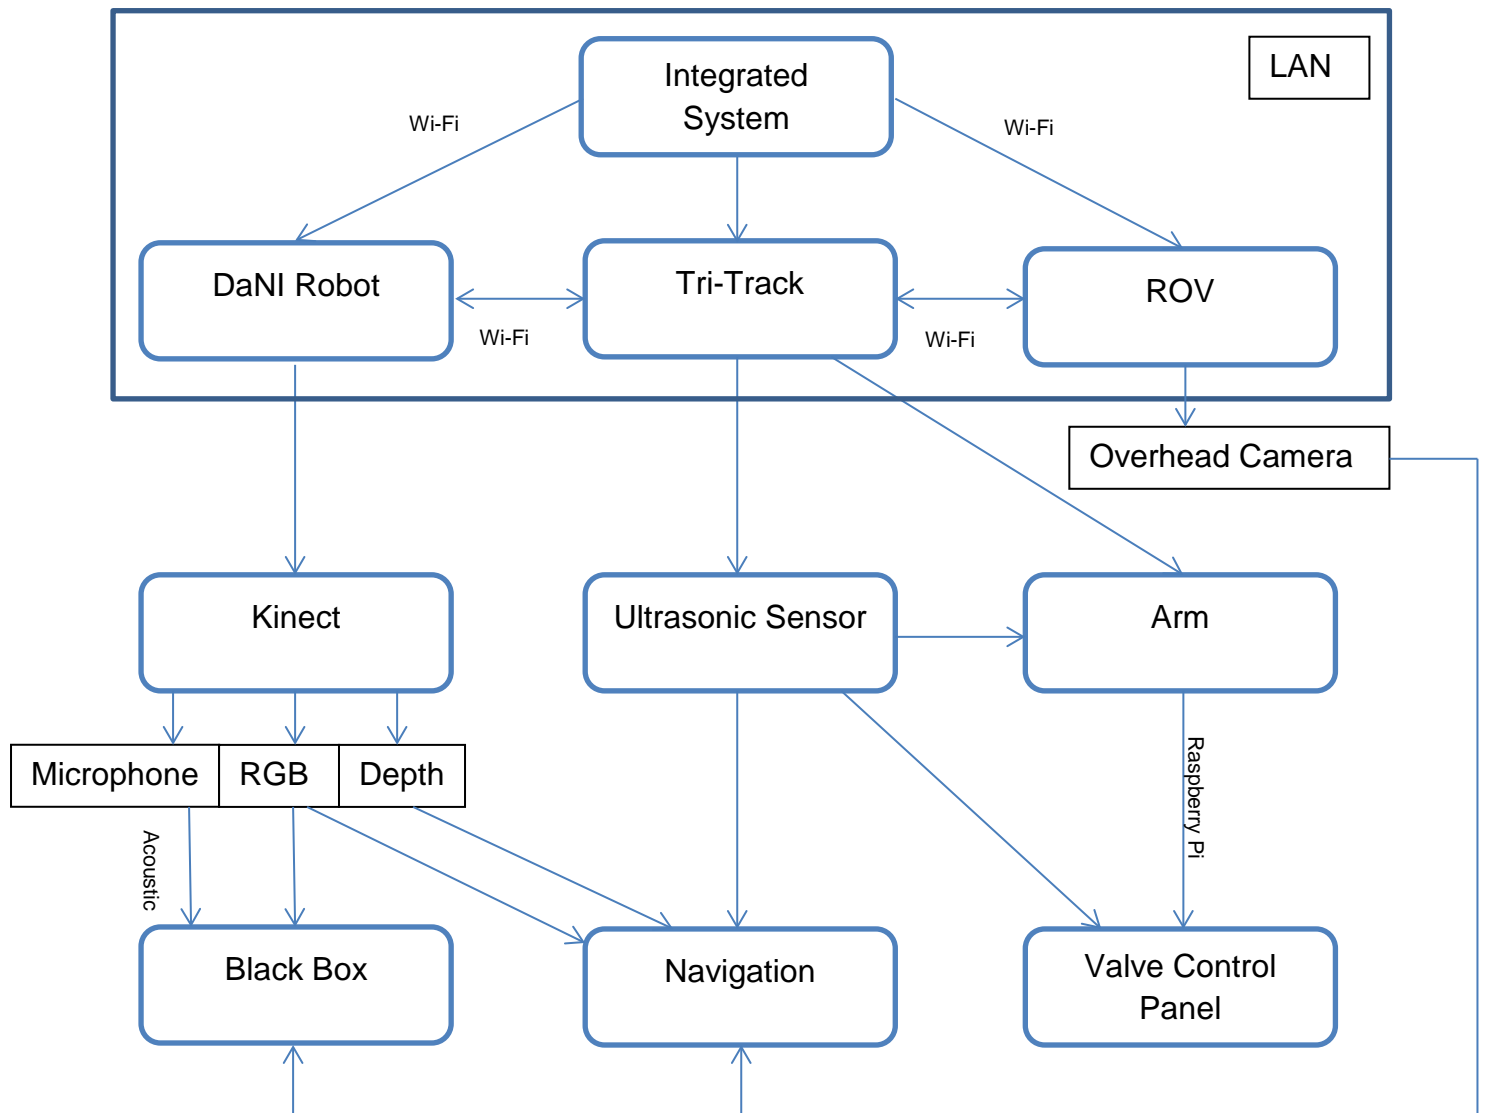 Integrated
System
LAN
Wi-Fi
Wi-Fi
DaNI Robot
Tri-Track
ROV
Wi-Fi
Wi-Fi
Overhead Camera
Kinect
Ultrasonic Sensor
Arm
Microphone
RGB
Depth
Raspberry Pi
Acoustic
Black Box
Navigation
Valve Control
Panel